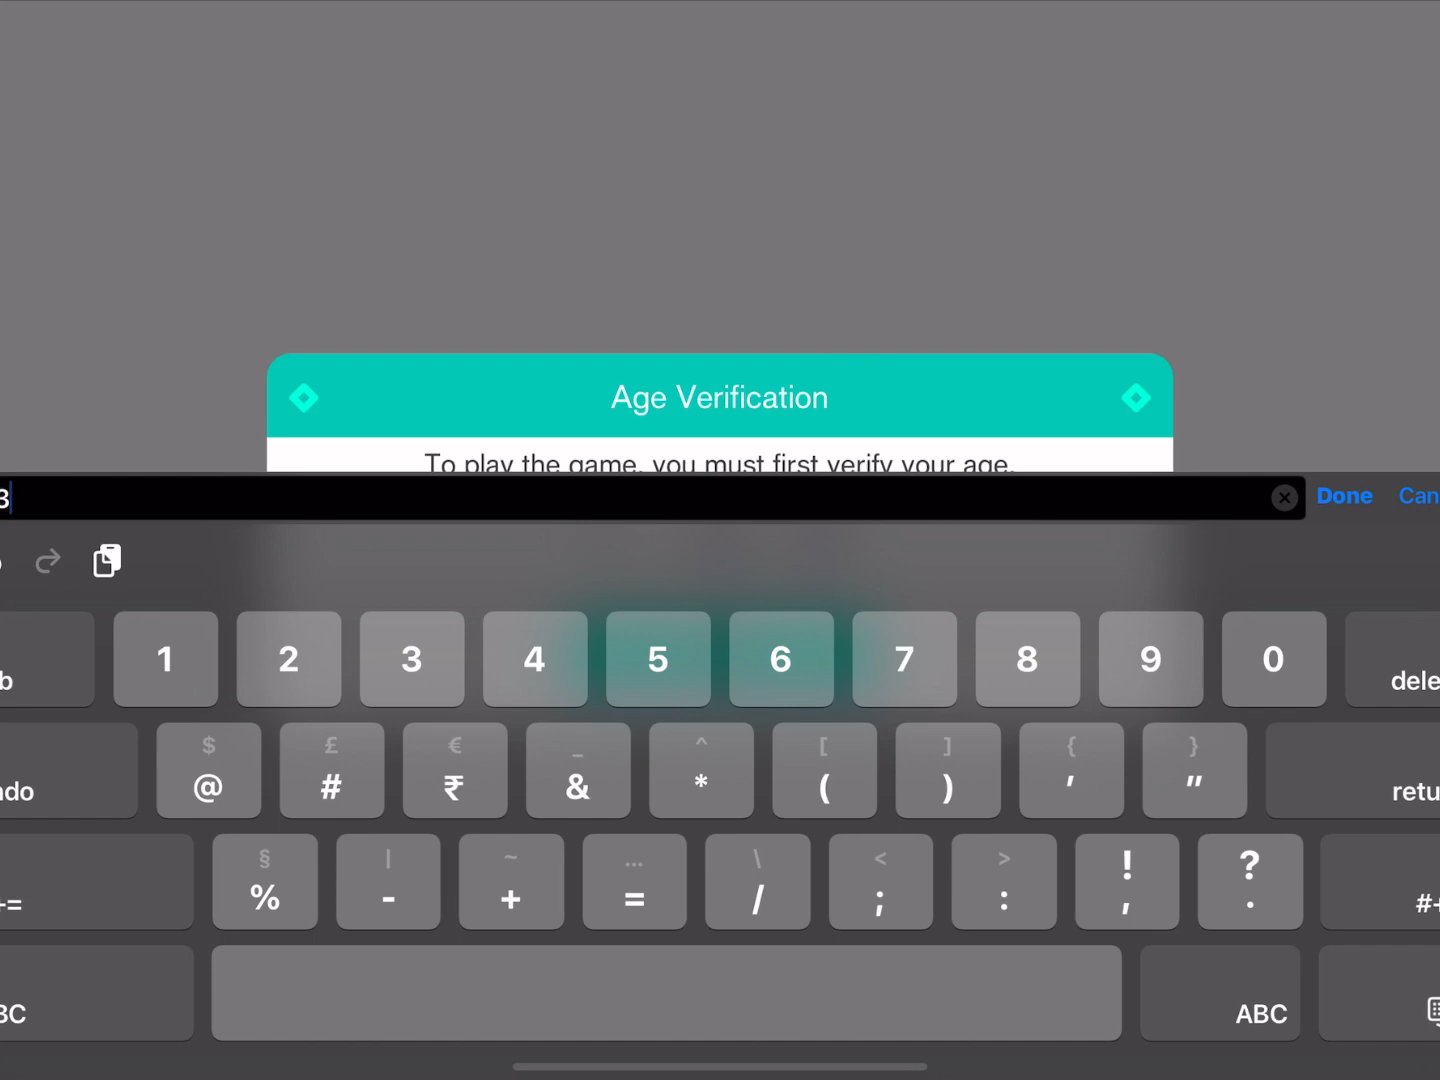 Age Verification
To play the game, you must first verify your age.
3
Done
1 2 3 4 5 6 7 8 9 0
$ £ € _ ^ [ ] { }
@ # ₹ & * ( ) ' "
§ | ~ … \ < > ! ?
% - + = / ; : , .
ABC